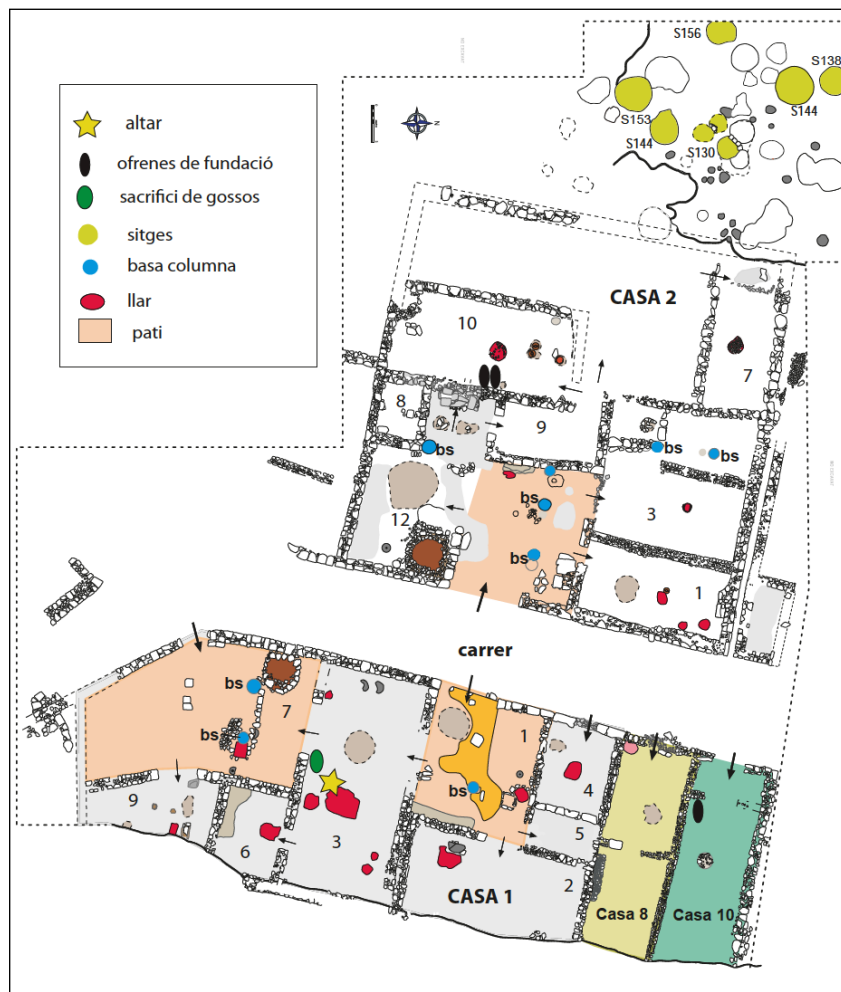 altar
ofrenes de fundació
sacrifici de gossos
sitges
basa columna
llar
pati
N
S156
S138
S144
S153
S144
S130
CASA 2
10
7
8
9
bs
bs
bs
bs
3
12
bs
1
carrer
bs
7
1
bs
4
bs
9
6
3
5
2
CASA 1
Casa 8
Casa 10